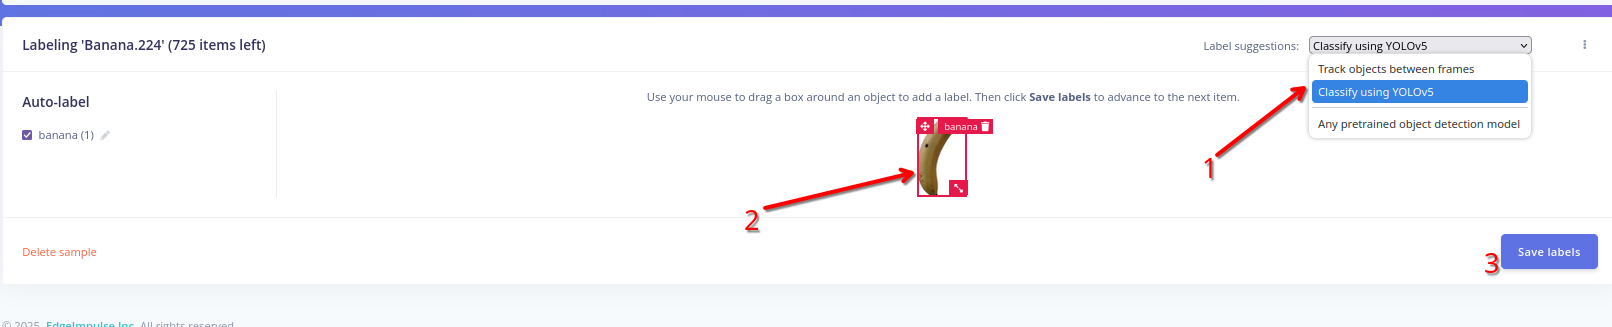 Labeling 'Banana.224' (725 items left)
Label suggestions:
Classify using YOLOv5
Track objects between frames
Classify using YOLOv5
Any pretrained object detection model
Auto-label
banana (1)
Use your mouse to drag a box around an object to add a label. Then click Save labels to advance to the next item.
banana
1
2
Delete sample
3
Save labels
© 2025 EdgeImpulse Inc. All rights reserved